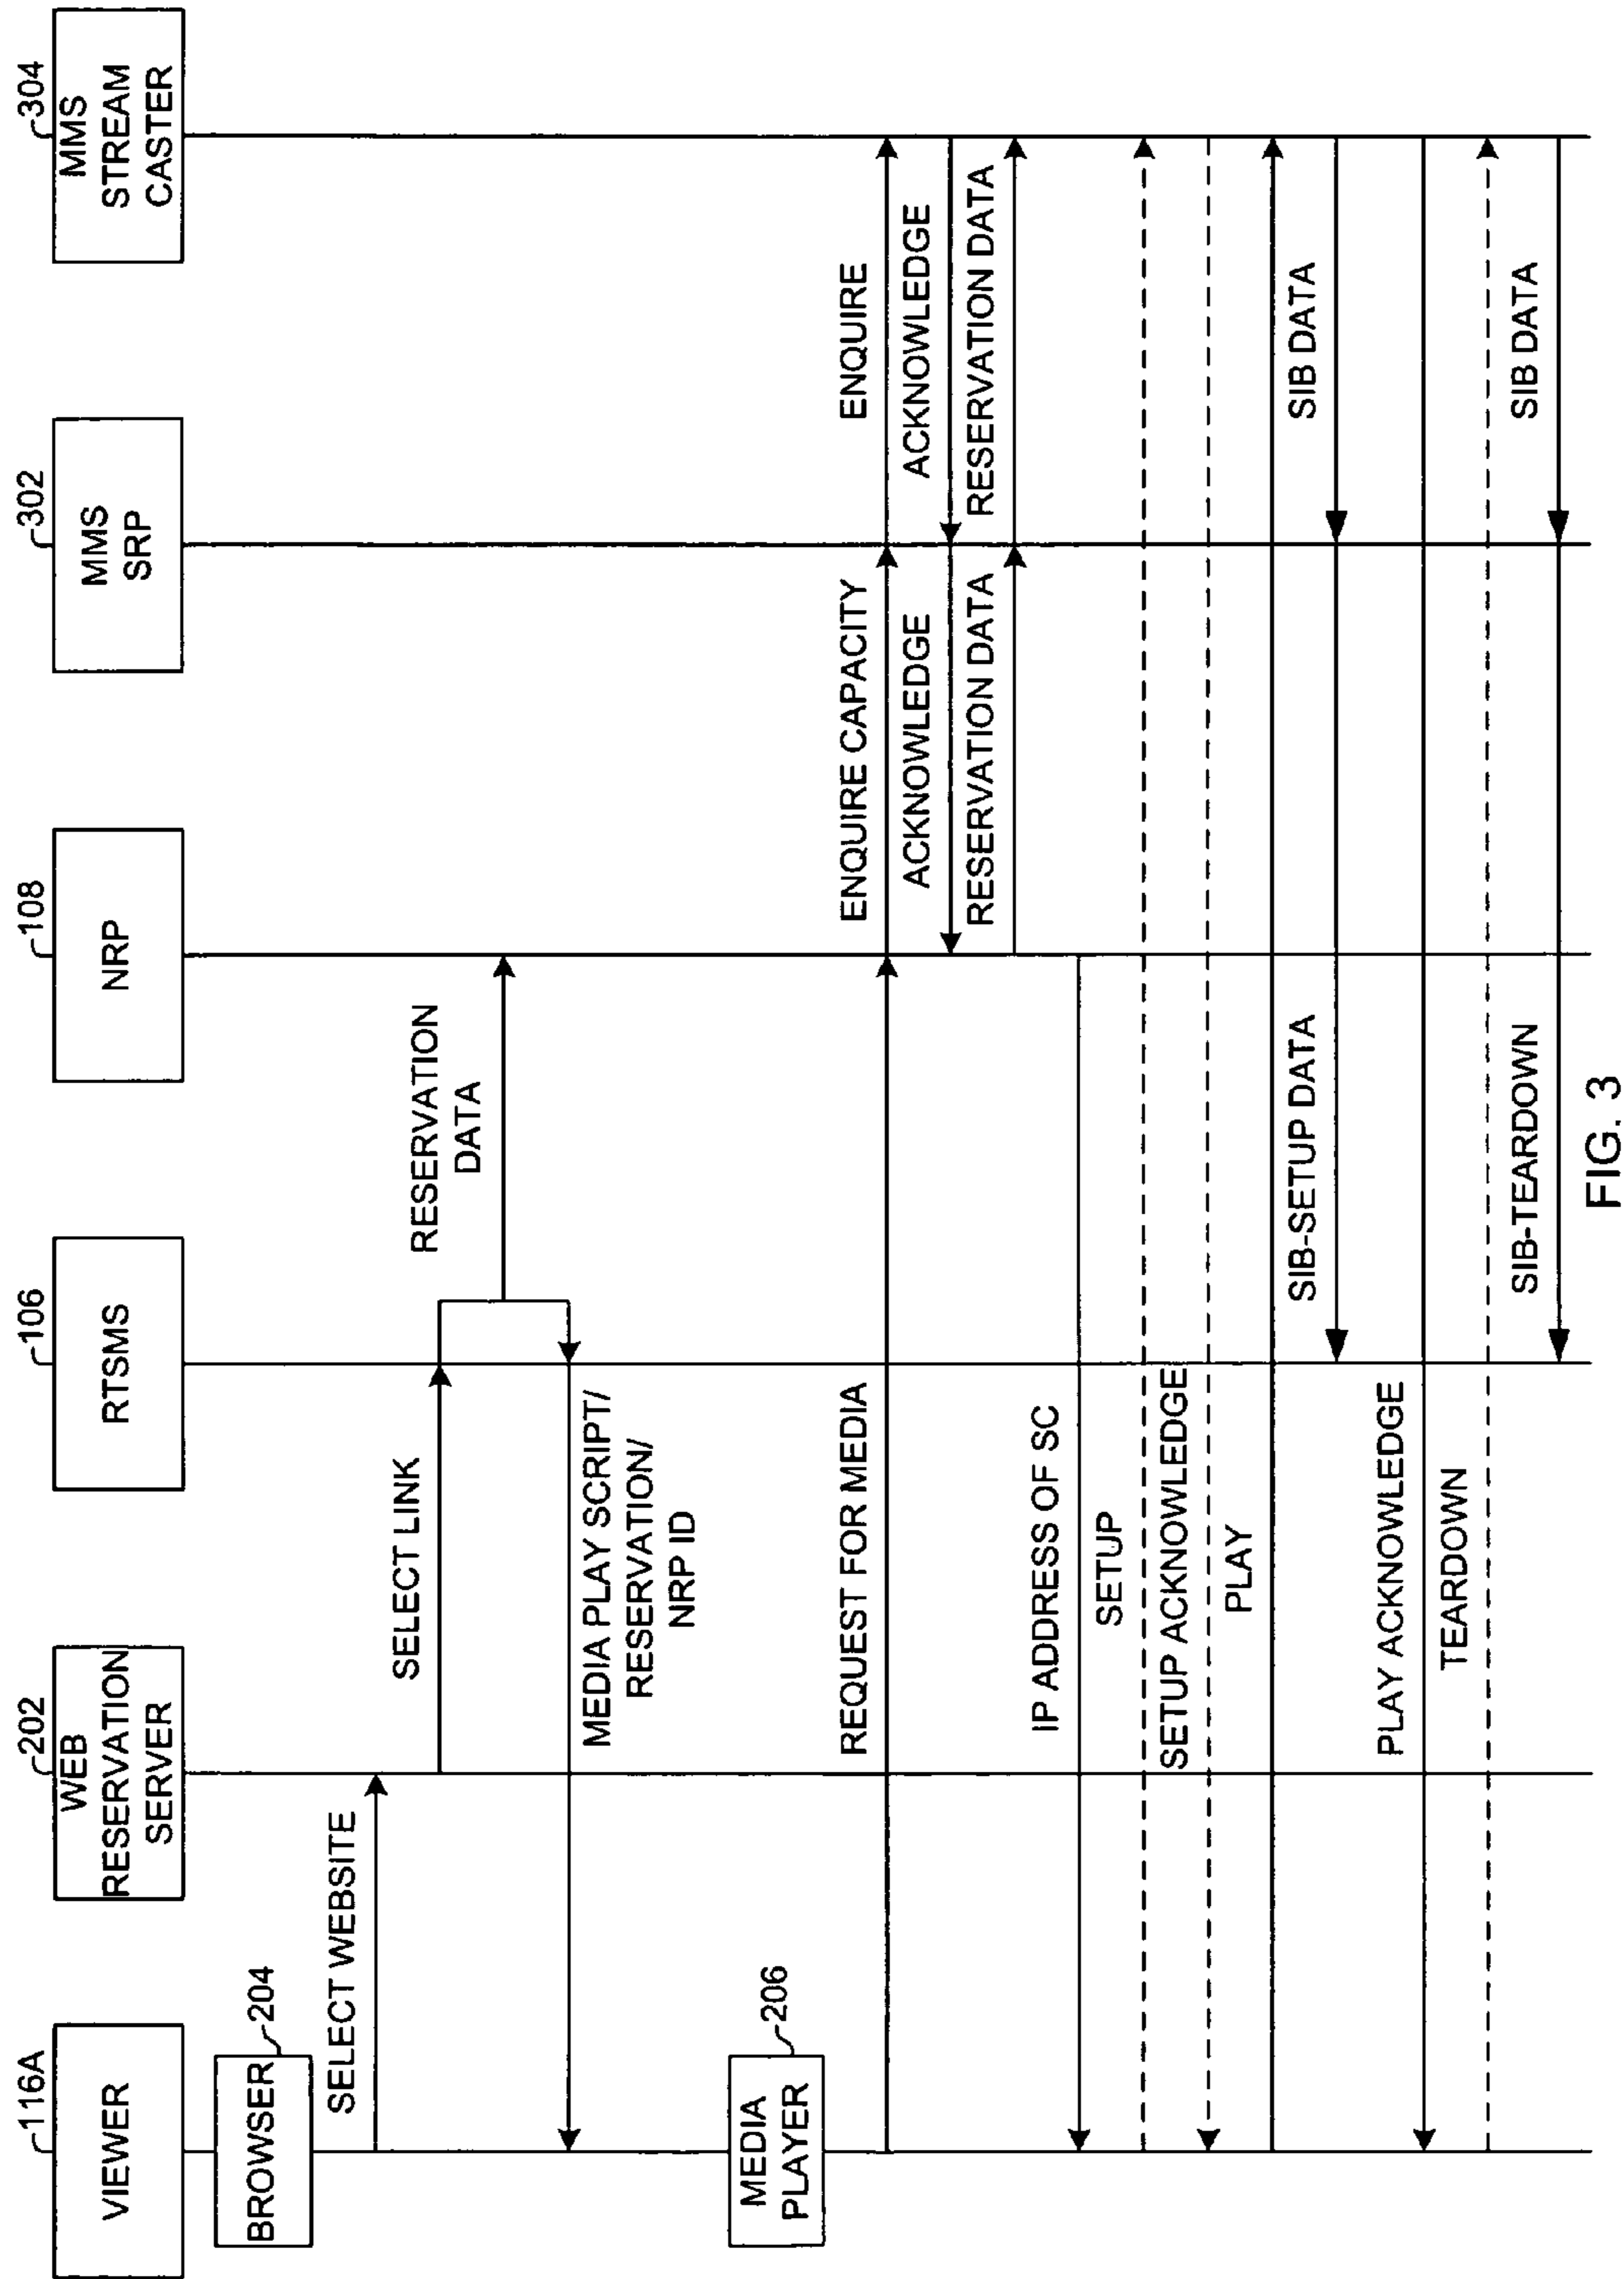 116A
VIEWER
202
WEB
RESERVATION
SERVER
106
RTSMS
108
NRP
302
MMS
SRP
304
MMS
STREAM
CASTER
BROWSER
204
SELECT WEBSITE
SELECT LINK
RESERVATION
DATA
MEDIA PLAY SCRIPT/
RESERVATION/
NRP ID
MEDIA
PLAYER
206
REQUEST FOR MEDIA
ENQUIRE CAPACITY
ENQUIRE
ACKNOWLEDGE
ACKNOWLEDGE
RESERVATION DATA
RESERVATION DATA
IP ADDRESS OF SC
SETUP
SETUP ACKNOWLEDGE
PLAY
SIB-SETUP DATA
SIB DATA
PLAY ACKNOWLEDGE
TEARDOWN
SIB-TEARDOWN
SIB DATA
FIG. 3